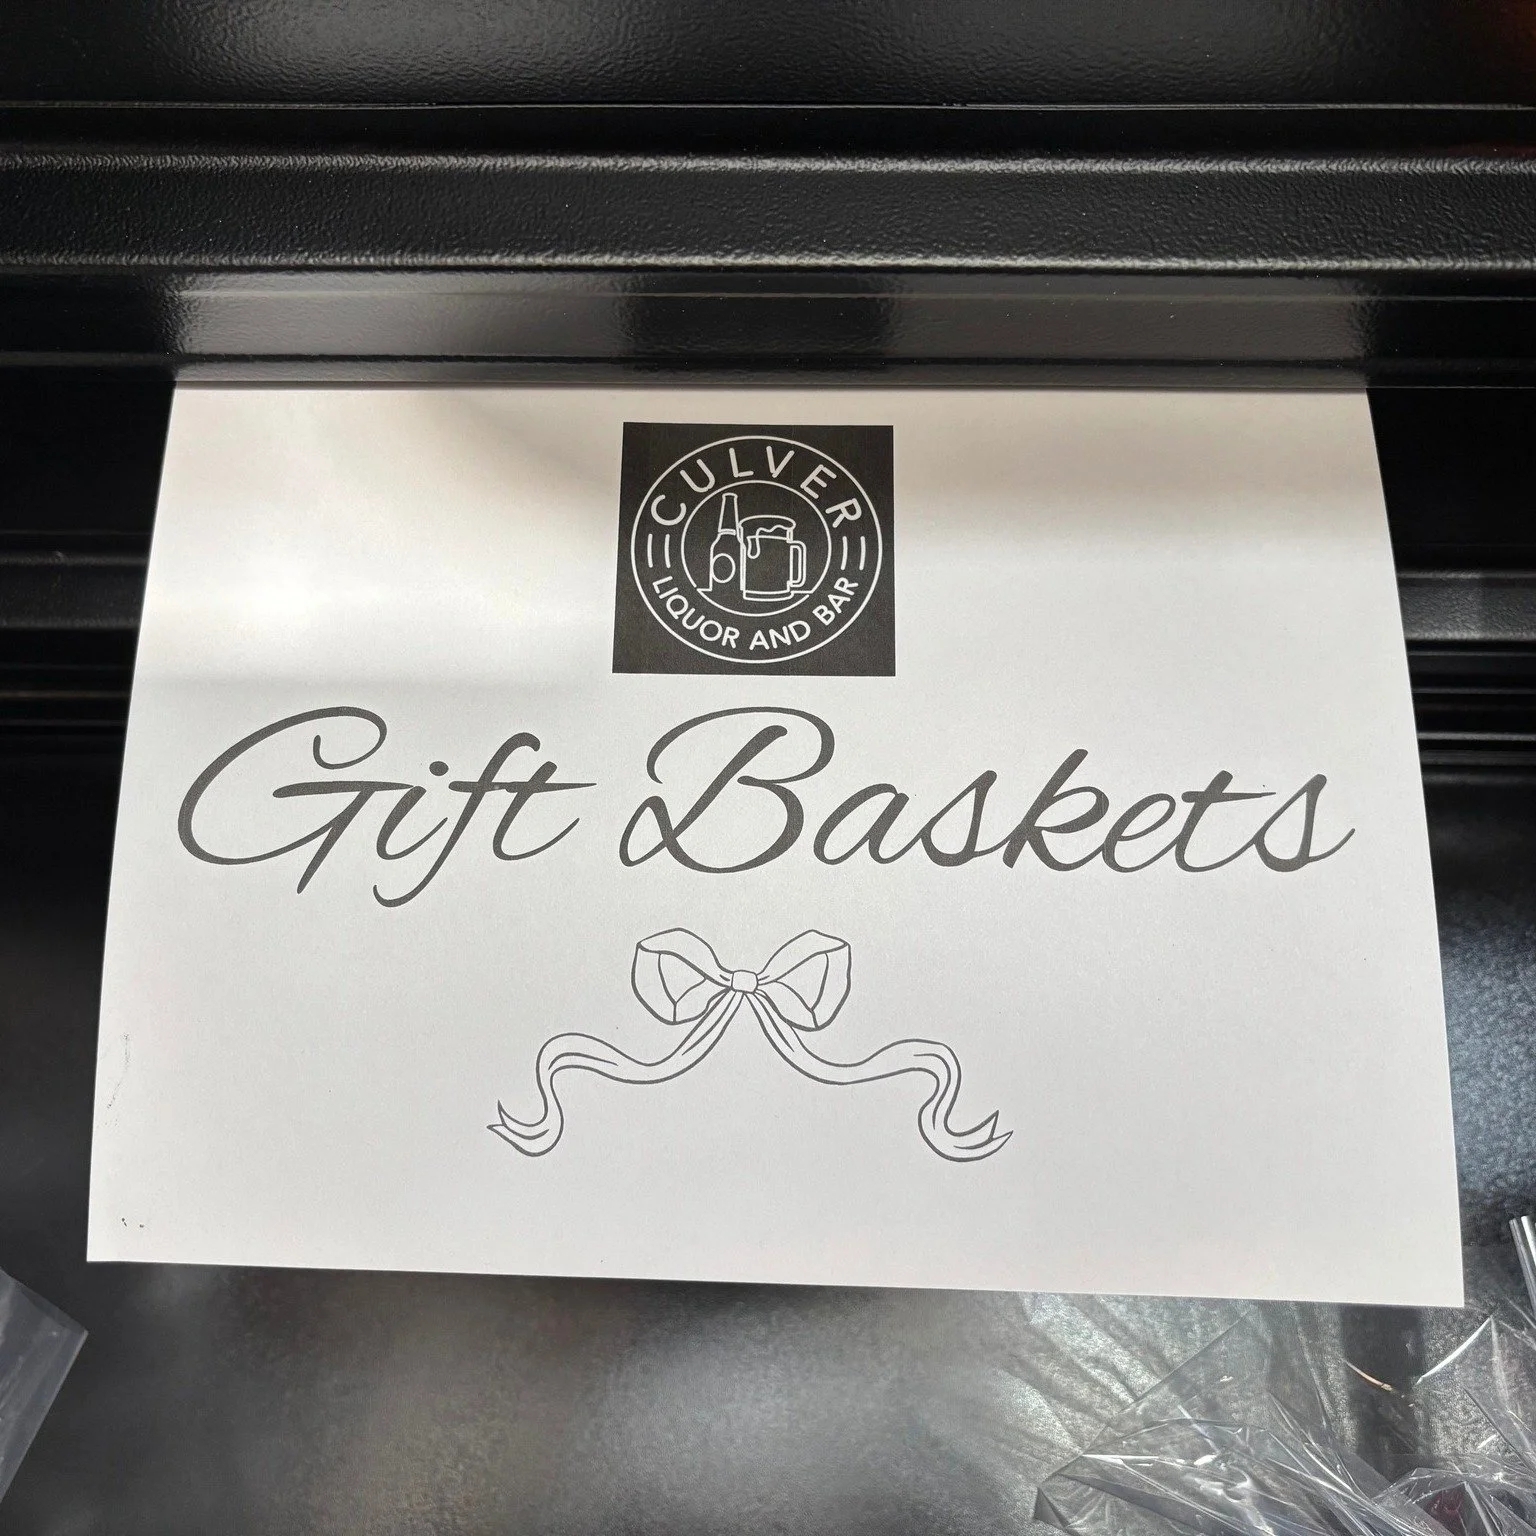 CULVER
LIQUOR AND BAR
Gift Baskets